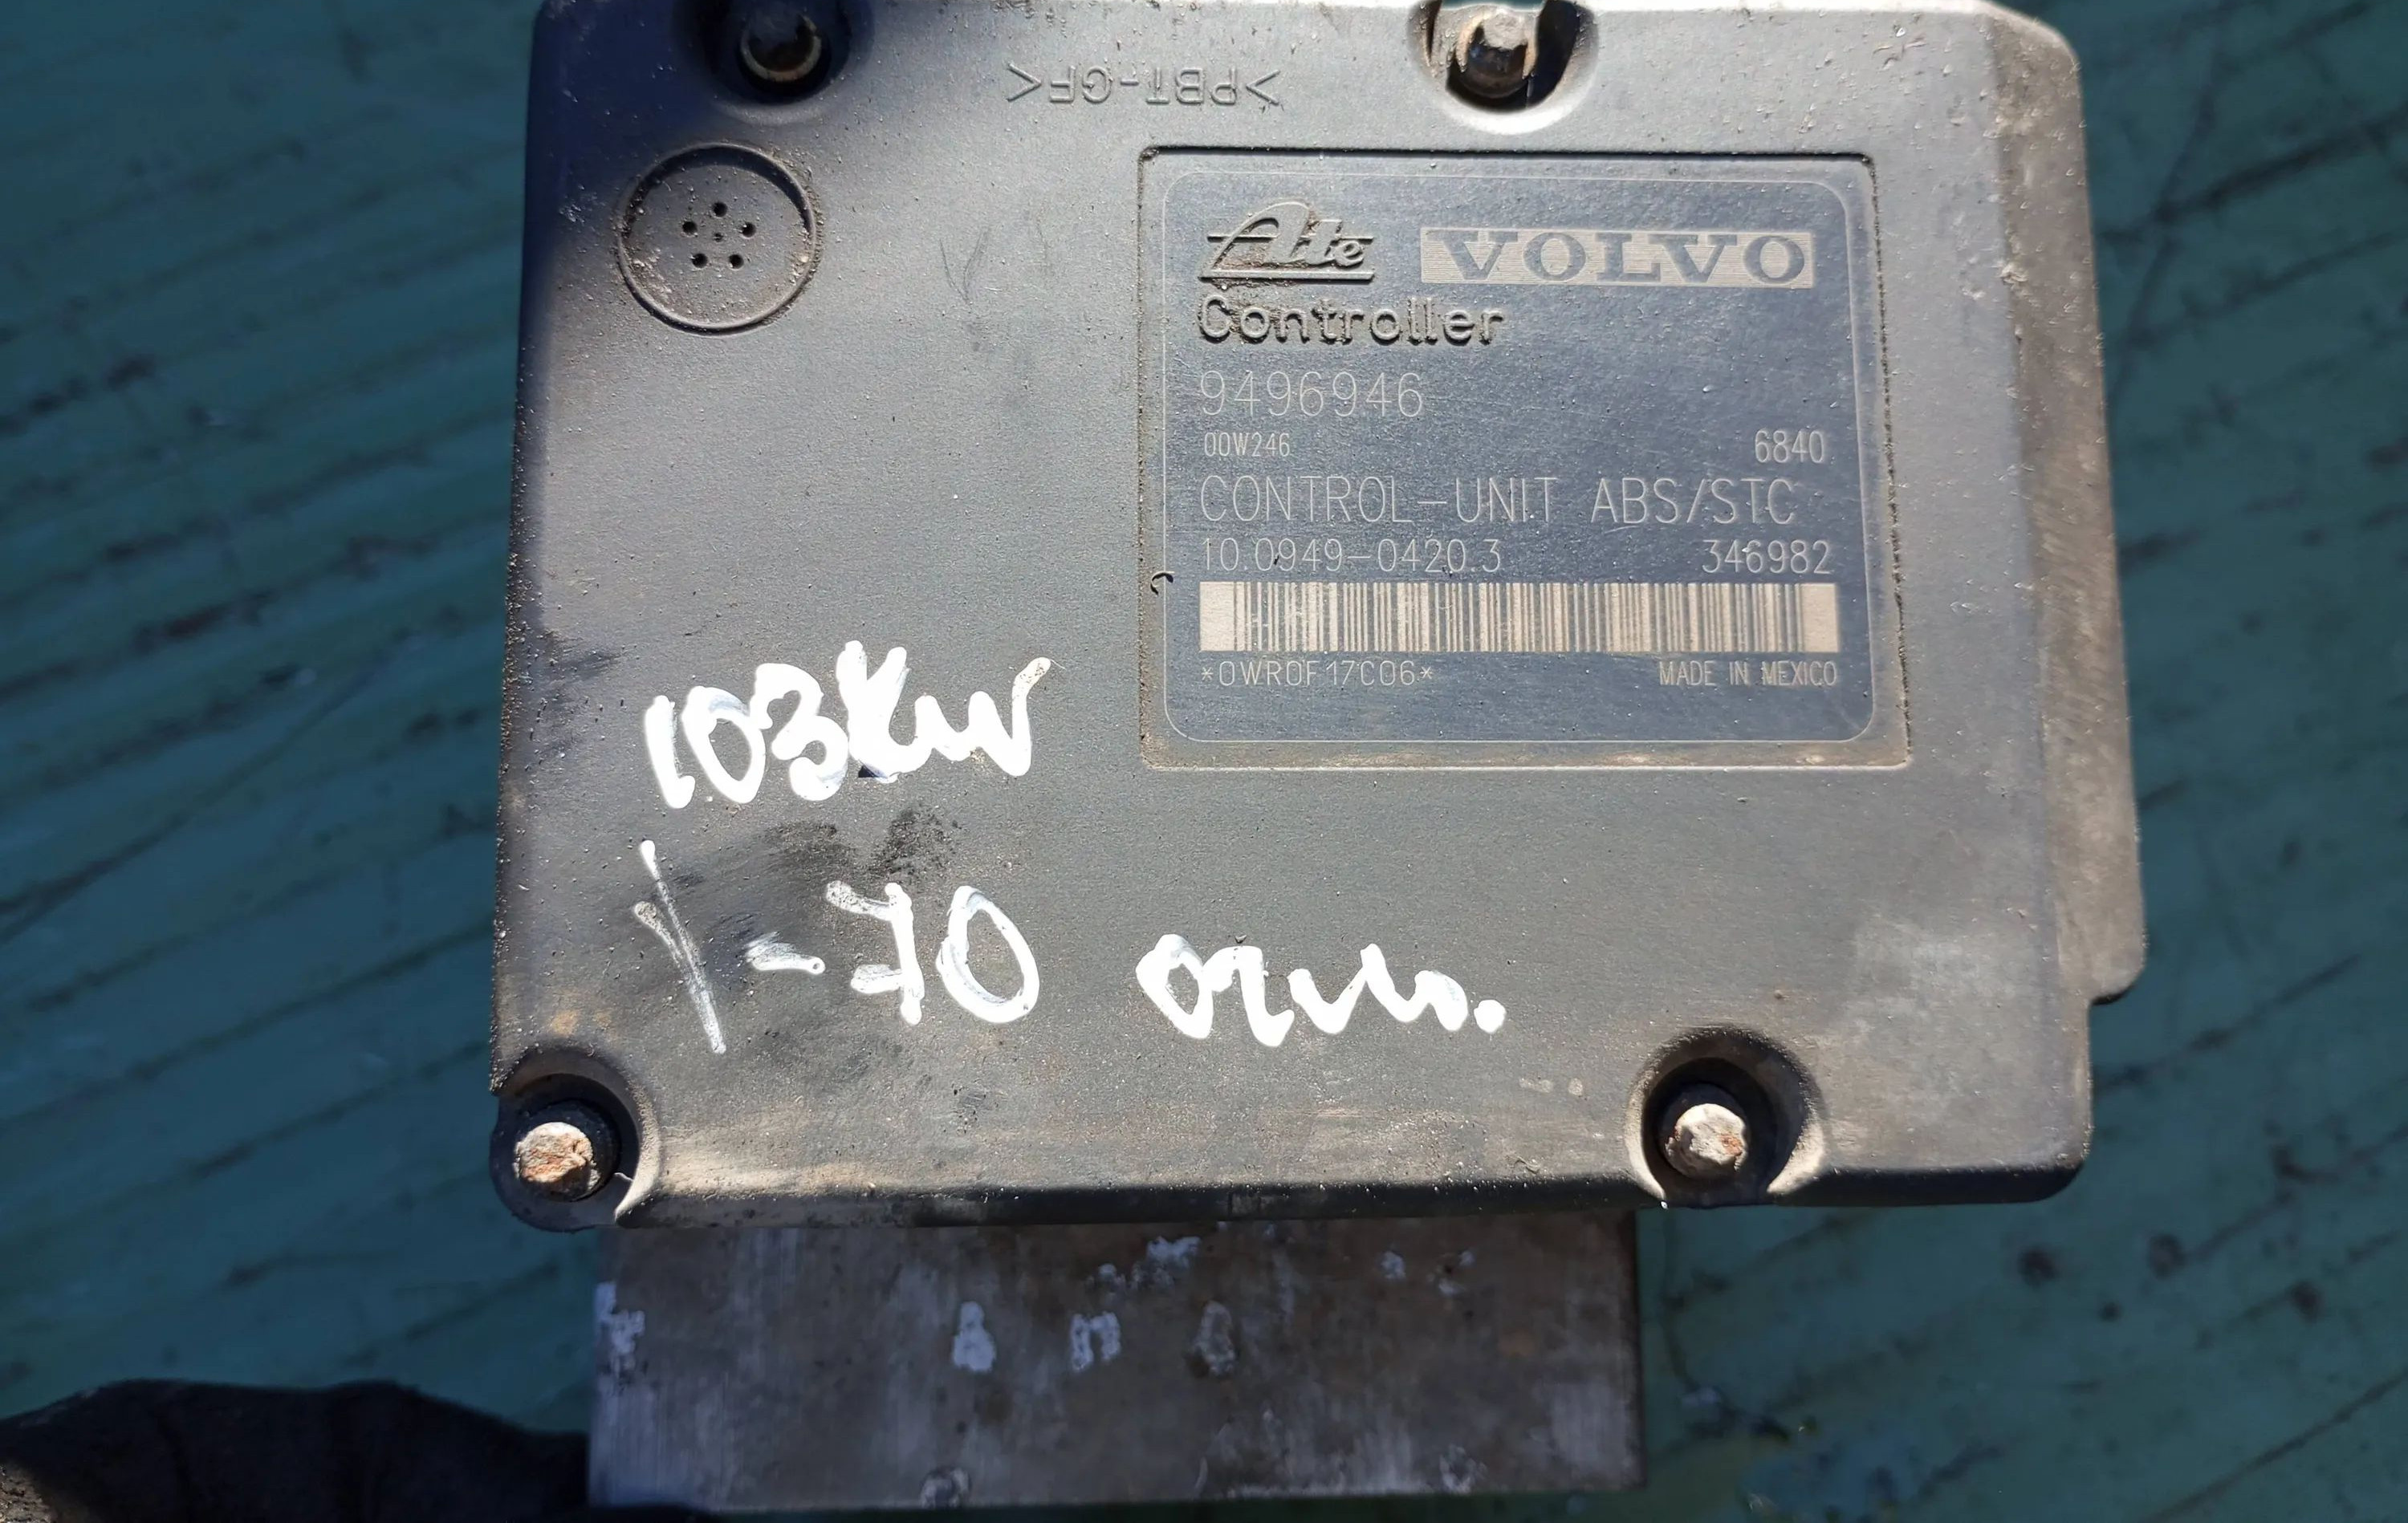 >PBT-GF<
Ate VOLVO
Controller
9496946
00W246 6840
CONTROL-UNIT ABS/STC
10.0949-0420.3 346982
*0WR0F17C06* MADE IN MEXICO
103Kw
V-70